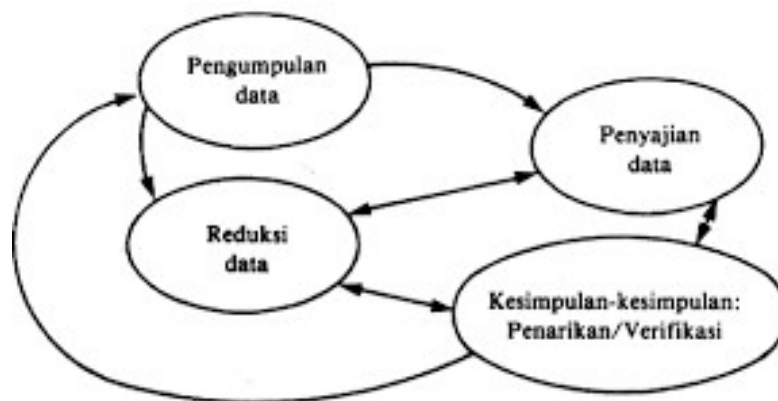 Pengumpulan
data
Penyajian
data
Reduksi
data
Kesimpulan-kesimpulan:
Penarikan/Verifikasi